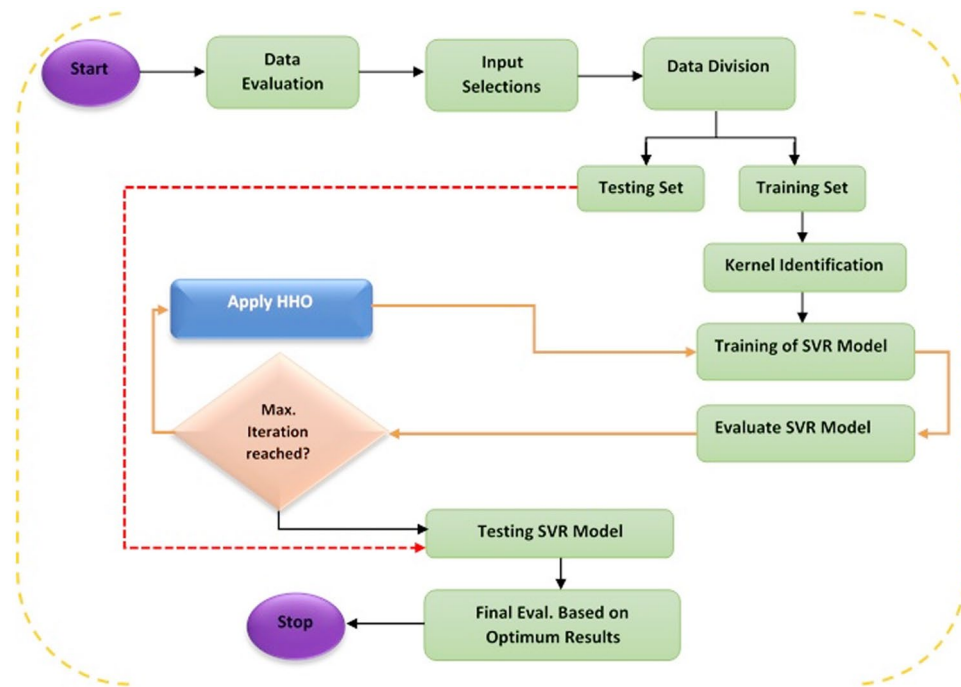 Start
Data
Evaluation
Input
Selections
Data Division
Testing Set
Training Set
Kernel Identification
Apply HHO
Training of SVR Model
Max.
Iteration
reached?
Evaluate SVR Model
Testing SVR Model
Final Eval. Based on
Optimum Results
Stop